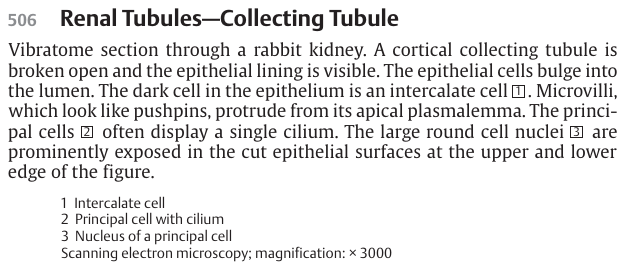 506 Renal Tubules—Collecting Tubule
Vibratome section through a rabbit kidney. A cortical collecting tubule is
broken open and the epithelial lining is visible. The epithelial cells bulge into
the lumen. The dark cell in the epithelium is an intercalate cell 1. Microvilli,
which look like pushpins, protrude from its apical plasmalemma. The princi-
pal cells 2 often display a single cilium. The large round cell nuclei 3 are
prominently exposed in the cut epithelial surfaces at the upper and lower
edge of the figure.
1 Intercalate cell
2 Principal cell with cilium
3 Nucleus of a principal cell
Scanning electron microscopy; magnification: × 3000